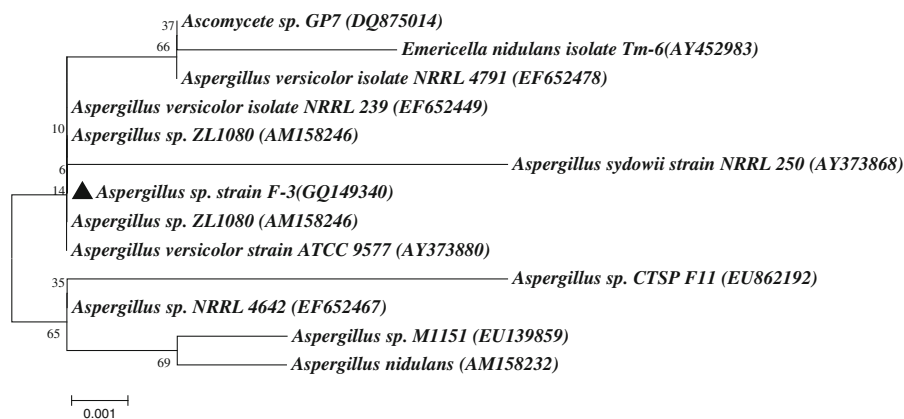 37
Ascomycete sp. GP7 (DQ875014)
66
Emericella nidulans isolate Tm-6(AY452983)
Aspergillus versicolor isolate NRRL 4791 (EF652478)
Aspergillus versicolor isolate NRRL 239 (EF652449)
10
Aspergillus sp. ZL1080 (AM158246)
6
Aspergillus sydowii strain NRRL 250 (AY373868)
14
Aspergillus sp. strain F-3(GQ149340)
Aspergillus sp. ZL1080 (AM158246)
Aspergillus versicolor strain ATCC 9577 (AY373880)
35
Aspergillus sp. CTSP F11 (EU862192)
Aspergillus sp. NRRL 4642 (EF652467)
65
Aspergillus sp. M1151 (EU139859)
69
Aspergillus nidulans (AM158232)
0.001